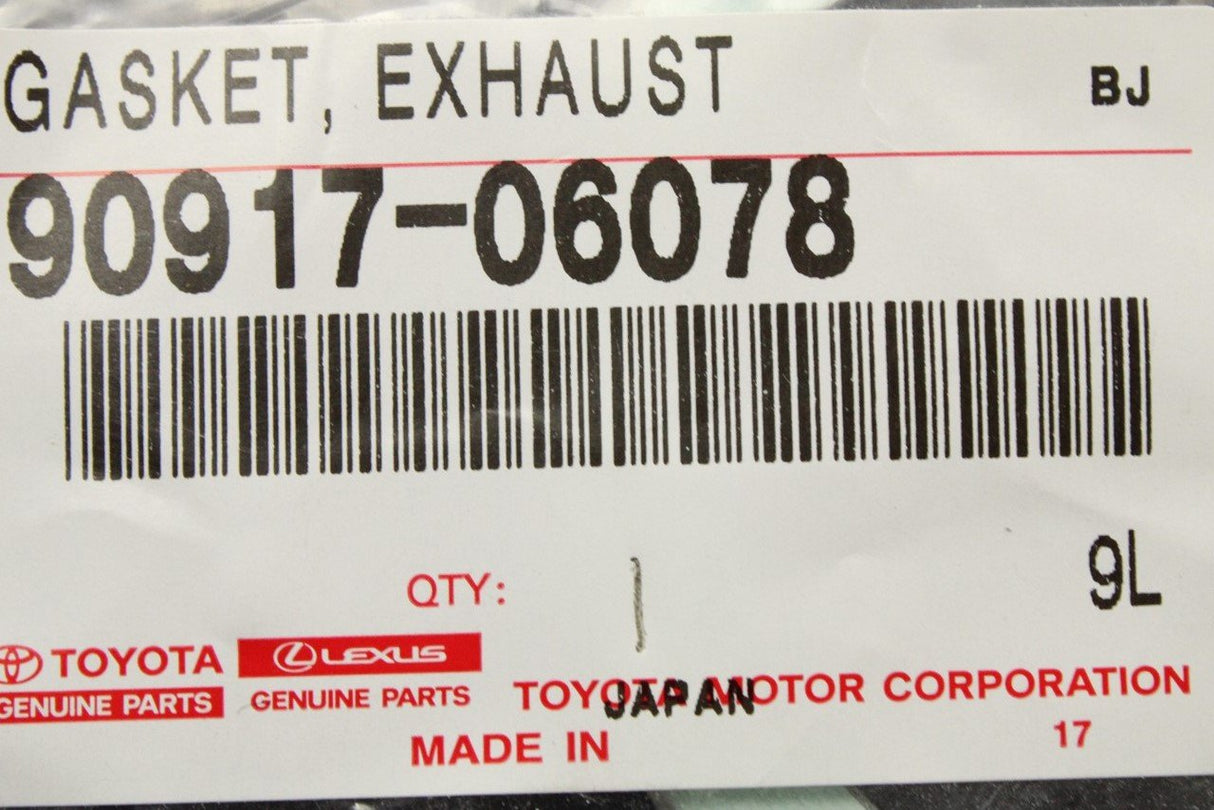 GASKET, EXHAUST BJ
90917-06078
9L
QTY: 1
TOYOTA LEXUS
GENUINE PARTS GENUINE PARTS TOYOTA MOTOR CORPORATION
JAPAN
MADE IN 17